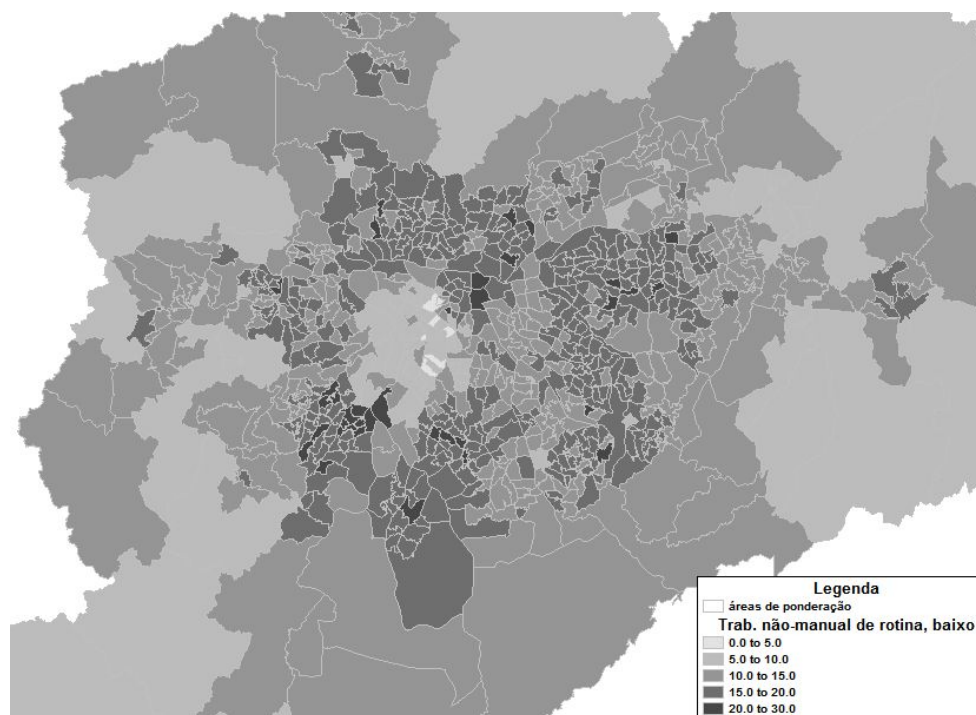 Legenda
áreas de ponderação
Trab. não-manual de rotina, baixo
0.0 to 5.0
5.0 to 10.0
10.0 to 15.0
15.0 to 20.0
20.0 to 30.0